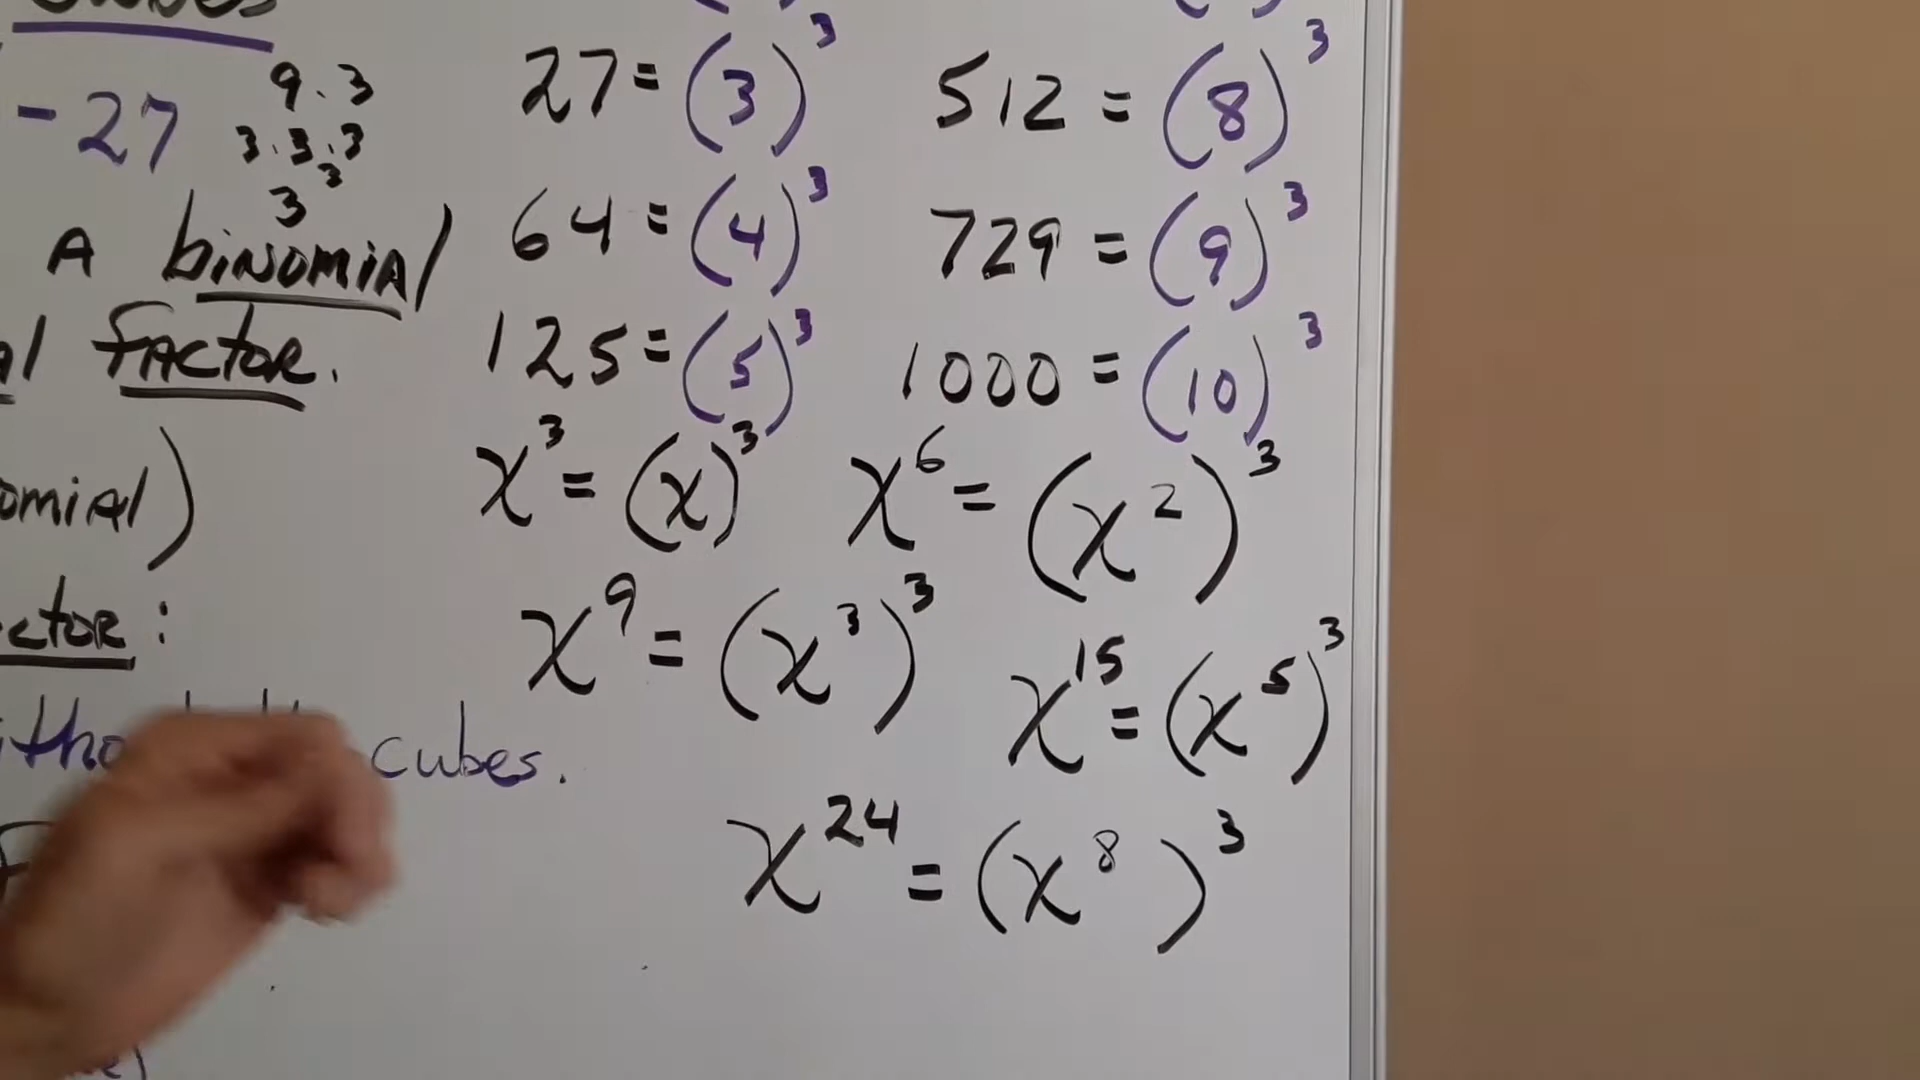 - 27
9 . 3
3 . 3 . 3
3³
A binomial
Factor.
cubes.
27 = (3)³
64 = (4)³
125 = (5)³
512 = (8)³
729 = (9)³
1000 = (10)³
x³ = (x)³
x⁶ = (x²)³
x⁹ = (x³)³
x¹⁵ = (x⁵)³
x²⁴ = (x⁸)³